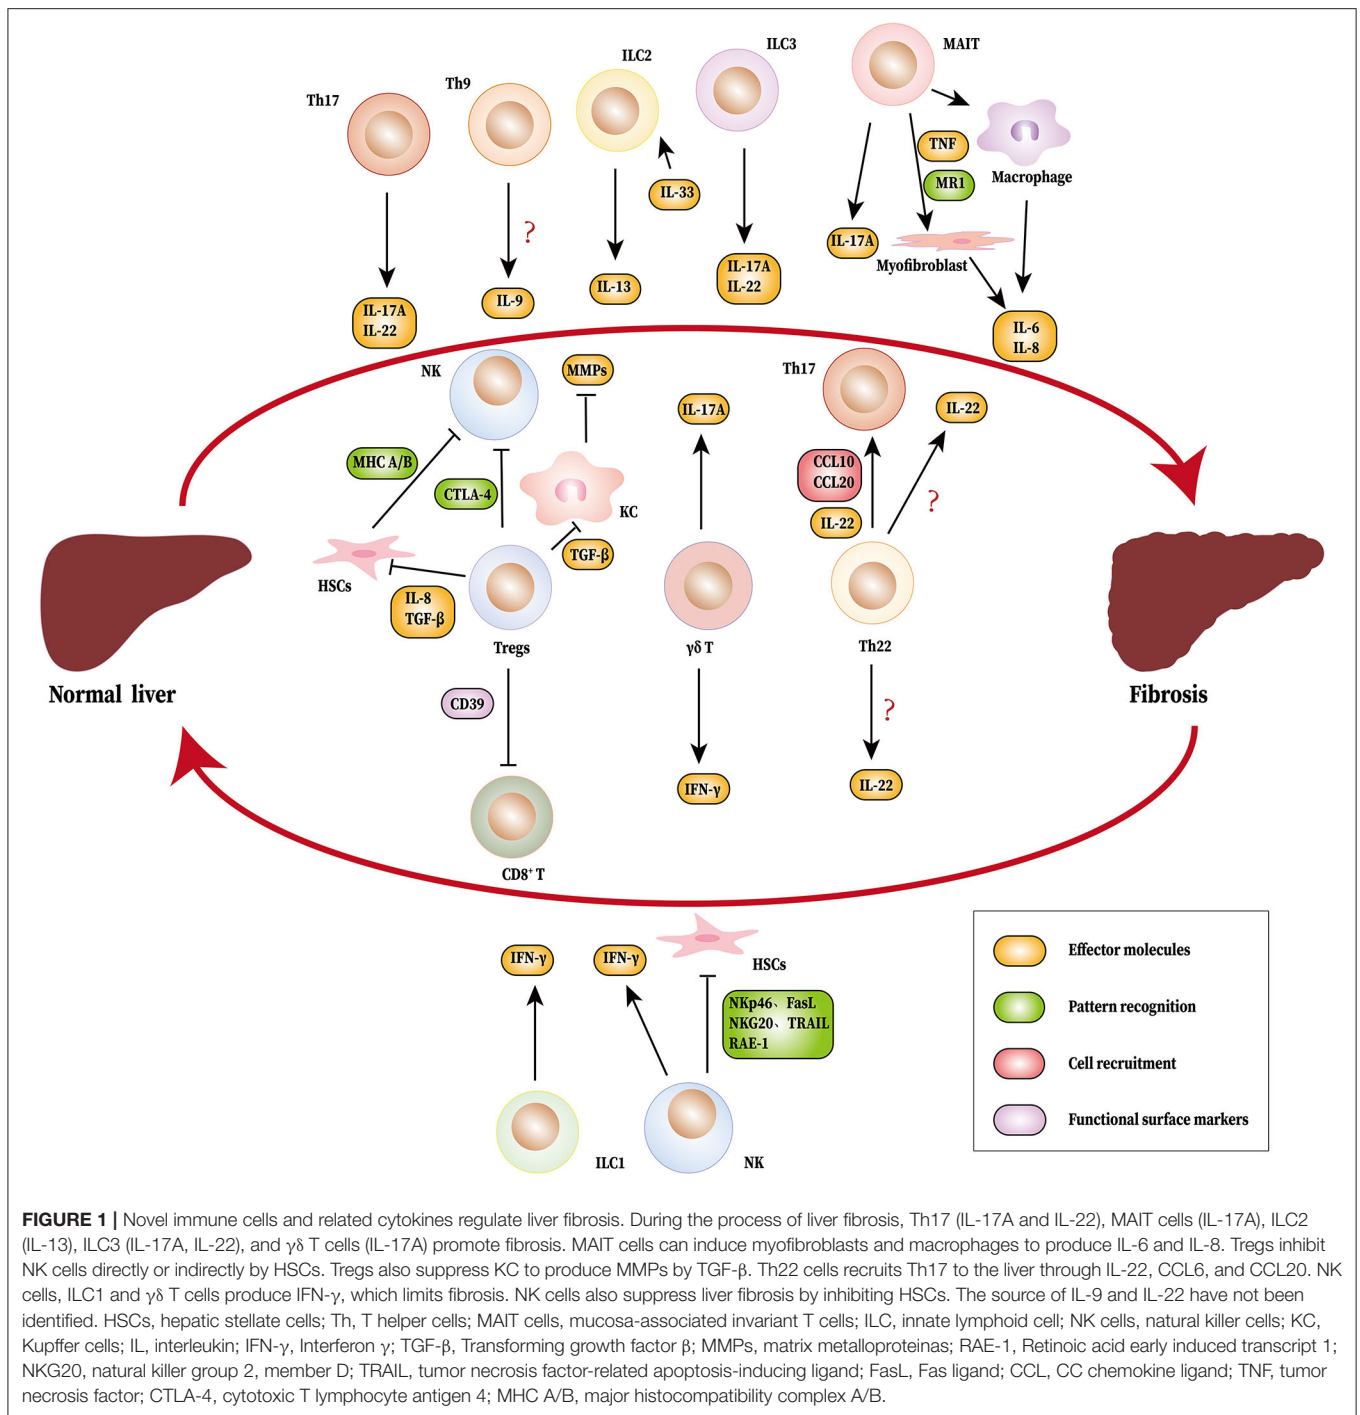 ILC3
MAIT
ILC2
Th9
Th17
TNF
IL-33
MR1
Macrophage
?
IL-17A
Myofibroblast
IL-17A
IL-22
IL-13
IL-9
IL-17A
IL-22
IL-6
IL-8
NK
MMPs
Th17
IL-17A
IL-22
MHC A/B
CTLA-4
KC
CCL10
CCL20
IL-22
?
HSCs
TGF-β
IL-8
TGF-β
Tregs
γδ T
Th22
Normal liver
Fibrosis
CD39
?
IFN-γ
IL-22
CD8⁺ T
IFN-γ
IFN-γ
HSCs
NKp46、FasL
NKG20、TRAIL
RAE-1
ILC1
NK
Effector molecules
Pattern recognition
Cell recruitment
Functional surface markers
FIGURE 1 | Novel immune cells and related cytokines regulate liver fibrosis. During the process of liver fibrosis, Th17 (IL-17A and IL-22), MAIT cells (IL-17A), ILC2
(IL-13), ILC3 (IL-17A, IL-22), and γδ T cells (IL-17A) promote fibrosis. MAIT cells can induce myofibroblasts and macrophages to produce IL-6 and IL-8. Tregs inhibit
NK cells directly or indirectly by HSCs. Tregs also suppress KC to produce MMPs by TGF-β. Th22 cells recruits Th17 to the liver through IL-22, CCL6, and CCL20. NK
cells, ILC1 and γδ T cells produce IFN-γ, which limits fibrosis. NK cells also suppress liver fibrosis by inhibiting HSCs. The source of IL-9 and IL-22 have not been
identified. HSCs, hepatic stellate cells; Th, T helper cells; MAIT cells, mucosa-associated invariant T cells; ILC, innate lymphoid cell; NK cells, natural killer cells; KC,
Kupffer cells; IL, interleukin; IFN-γ, Interferon γ; TGF-β, Transforming growth factor β; MMPs, matrix metalloproteins; RAE-1, Retinoic acid early induced transcript 1;
NKG20, natural killer group 2, member D; TRAIL, tumor necrosis factor-related apoptosis-inducing ligand; FasL, Fas ligand; CCL, CC chemokine ligand; TNF, tumor
necrosis factor; CTLA-4, cytotoxic T lymphocyte antigen 4; MHC A/B, major histocompatibility complex A/B.